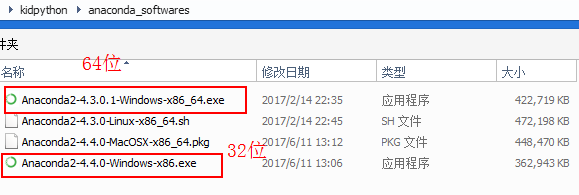 kidpython ▸ anaconda_softwares
件夹
64位
名称 修改日期 类型 大小
Anaconda2-4.3.0.1-Windows-x86_64.exe 2017/2/14 22:35 应用程序 422,719 KB
Anaconda2-4.3.0-Linux-x86_64.sh 2017/2/14 22:45 SH 文件 472,198 KB
Anaconda2-4.4.0-MacOSX-x86_64.pkg 2017/6/11 13:12 PKG 文件 448,470 KB
Anaconda2-4.4.0-Windows-x86.exe 32位 2017/6/11 13:06 应用程序 362,943 KB